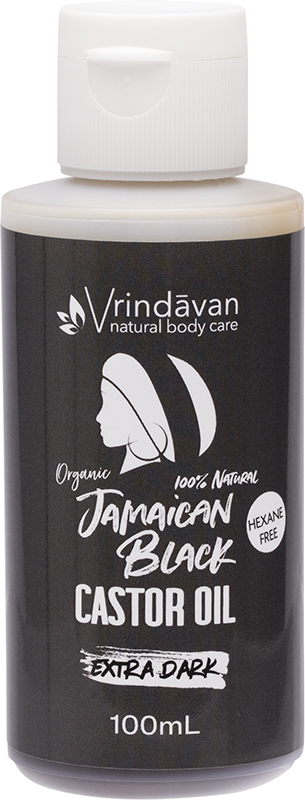 Vrindāvan
natural body care
Organic
100% Natural
Jamaican
Black
HEXANE
FREE
CASTOR OIL
EXTRA DARK
100mL